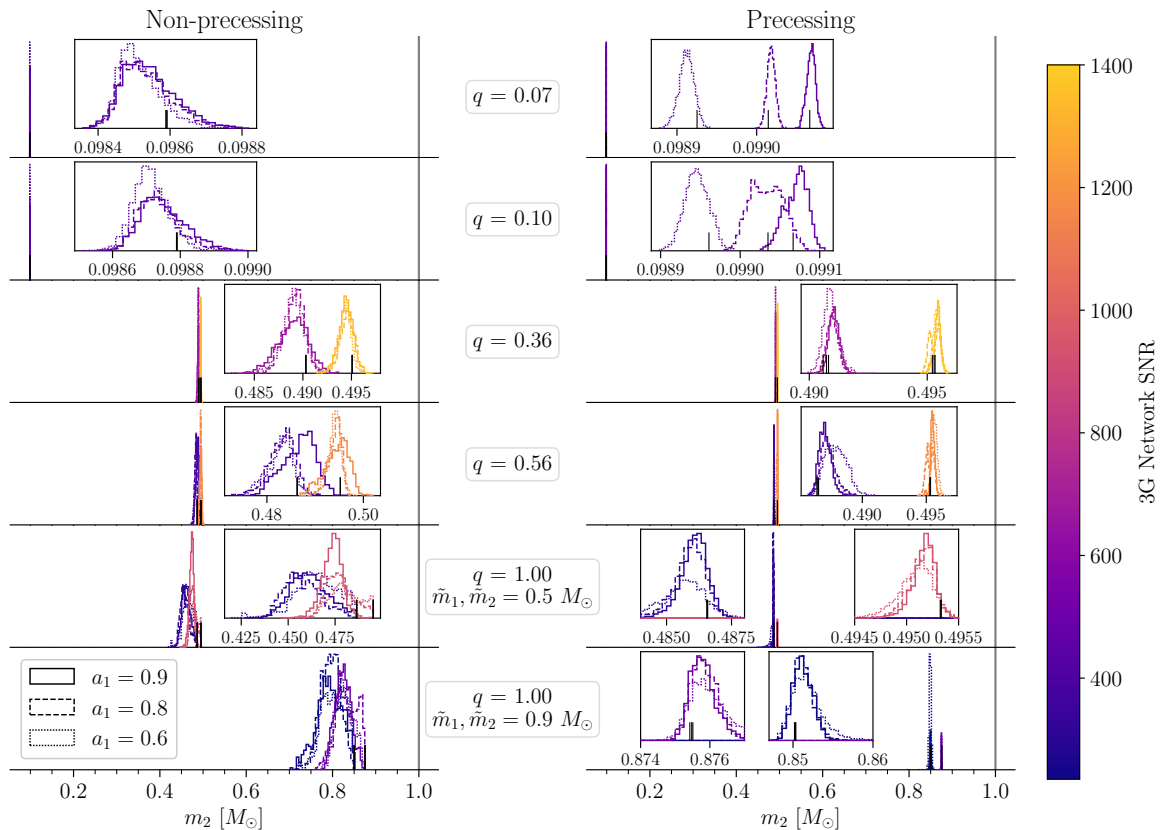 Non-precessing
Precessing
0.0984 0.0986 0.0988
q = 0.07
0.0989 0.0990
0.0986 0.0988 0.0990
q = 0.10
0.0989 0.0990 0.0991
0.485 0.490 0.495
q = 0.36
0.490 0.495
0.48 0.50
q = 0.56
0.490 0.495
0.425 0.450 0.475
q = 1.00
m̃₁, m̃₂ = 0.5 M⊙
0.485 0.4875
0.4945 0.4950 0.4955
a₁ = 0.9
a₁ = 0.8
a₁ = 0.6
q = 1.00
m̃₁, m̃₂ = 0.9 M⊙
0.874 0.876
0.85 0.86
0.2 0.4 0.6 0.8 1.0
m₂ [M⊙]
0.2 0.4 0.6 0.8 1.0
m₂ [M⊙]
1400
1200
1000
800
600
400
3G Network SNR